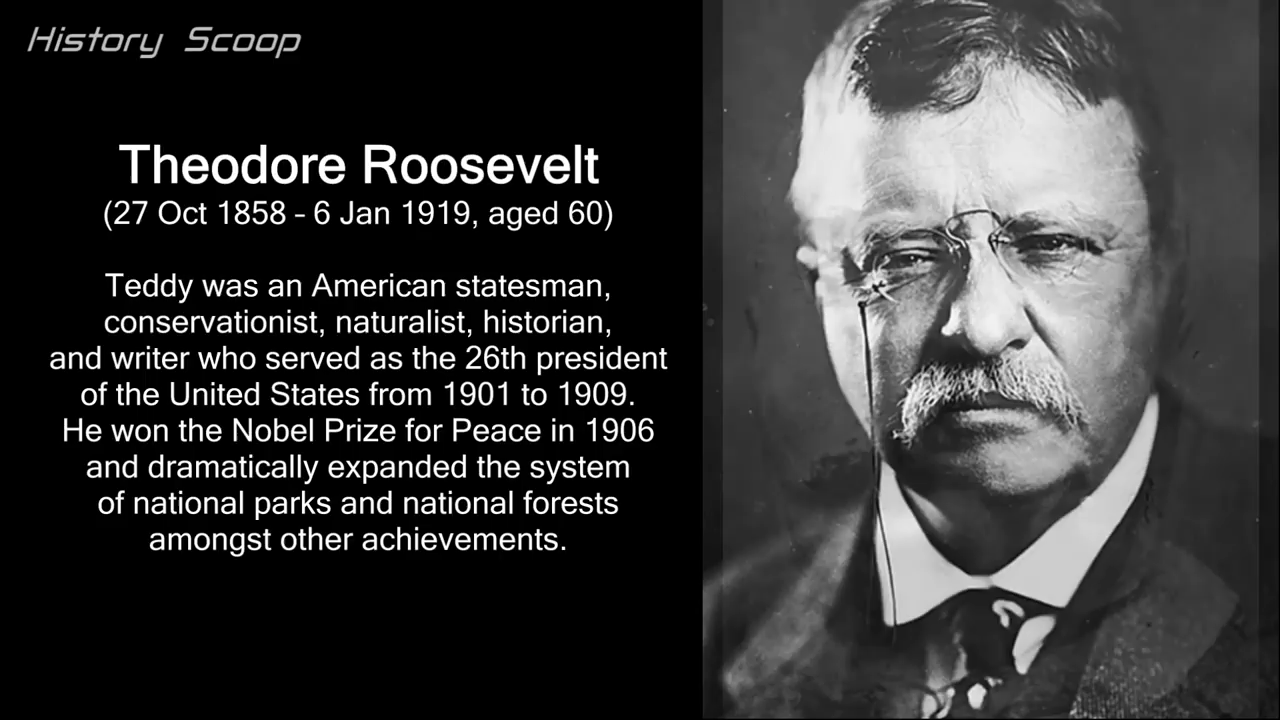 History Scoop
Theodore Roosevelt
(27 Oct 1858 - 6 Jan 1919, aged 60)
Teddy was an American statesman,
conservationist, naturalist, historian,
and writer who served as the 26th president
of the United States from 1901 to 1909.
He won the Nobel Prize for Peace in 1906
and dramatically expanded the system
of national parks and national forests
amongst other achievements.